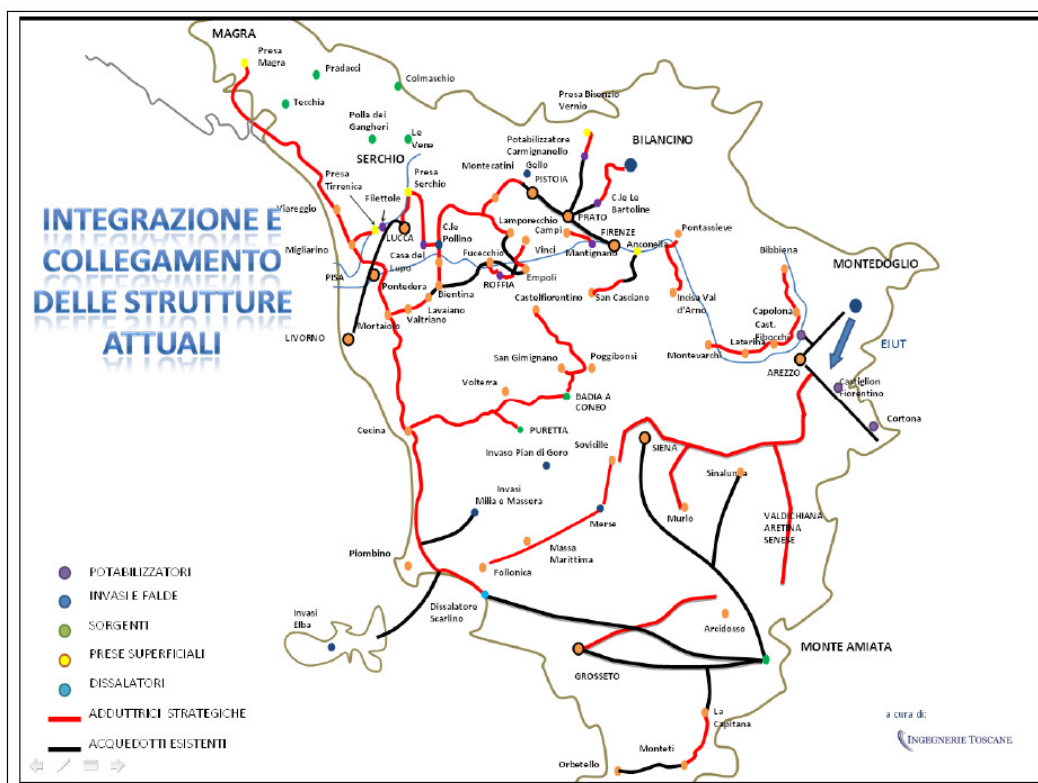 MAGRA
Presa
Magra
Pradacci
Colmaschio
Tecchia
Polla dei
Gangheri
Le
Vene
SERCHIO
Presa
Tirrenica
Filettole
Presa
Serchio
Viareggio
Migliarino
LUCCA
PISA
Casa del
Lupo
C.le
Pollino
Pontedera
Bientina
Lavaiano
Valtriano
Mortaiolo
LIVORNO
Montecatini
Gello
PISTOIA
Presa Bisenzio
Vernio
Potabilizzatore
Carmignanello
BILANCINO
C.le Le
Bartoline
PRATO
Lamporecchio
Campi
FIRENZE
Anconella
Mantignano
Vinci
Fucecchio
ROFFIA
Empoli
Pontassieve
Bibbiena
MONTEDOGLIO
Castelfiorentino
San Casciano
Incisa Val
d'Arno
Capolona
Cast.
Fibocchi
Laterina
Montevarchi
EIUT
AREZZO
Castiglion
Fiorentino
Cortona
San Gimignano
Poggibonsi
Volterra
BADIA A
CONEO
Cecina
PURETTA
Sovicille
SIENA
Invaso Pian di Goro
Sinalunga
Invasi
Milia e Massera
Merse
Murlo
VALDICHIANA
ARETINA
SENESE
Massa
Marittima
Piombino
Follonica
Invasi
Elba
Dissalatore
Scarlino
Arcidosso
GROSSETO
MONTE AMIATA
La
Capitana
Monteti
Orbetello
INTEGRAZIONE E
COLLEGAMENTO
DELLE STRUTTURE
ATTUALI
POTABILIZZATORI
INVASI E FALDE
SORGENTI
PRESE SUPERFICIALI
DISSALATORI
ADDUTTRICI STRATEGICHE
ACQUEDOTTI ESISTENTI
a cura di:
INGEGNERIE TOSCANE